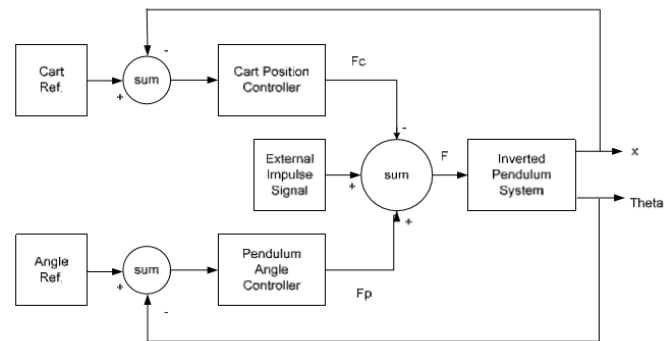 Cart
Ref.
-
+
sum
Cart Position
Controller
Fc
-
External
Impulse
Signal
+
sum
+
F
Inverted
Pendulum
System
x
Theta
Angle
Ref.
+
sum
-
Pendulum
Angle
Controller
Fp